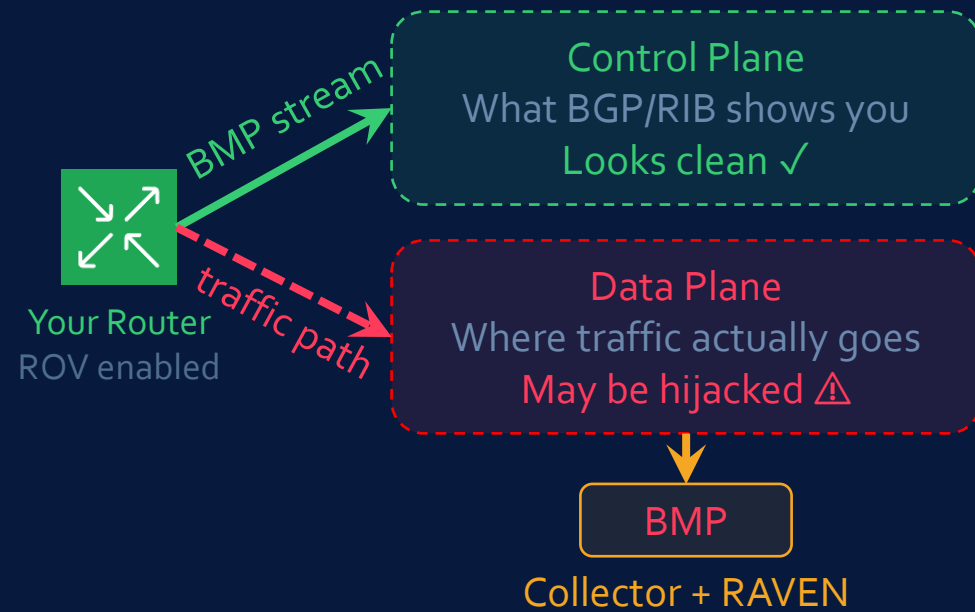 Control Plane
What BGP/RIB shows you
Looks clean ✓
BMP stream
Your Router
ROV enabled
traffic path
Data Plane
Where traffic actually goes
May be hijacked ⚠
BMP
Collector + RAVEN